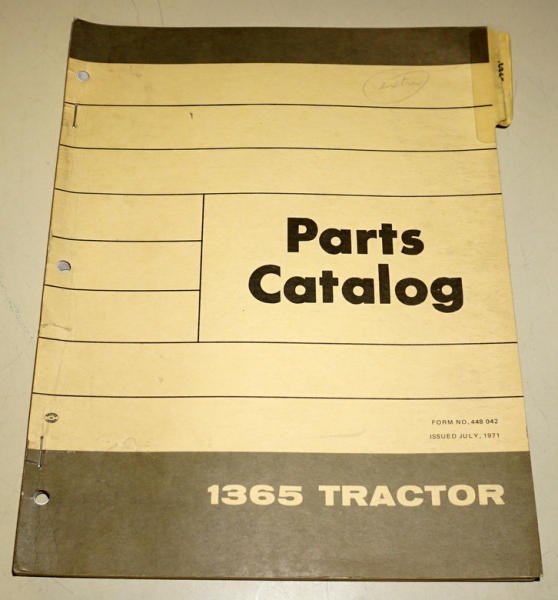 Parts
Catalog
FORM NO. 448 042
ISSUED JULY, 1971
1365 TRACTOR